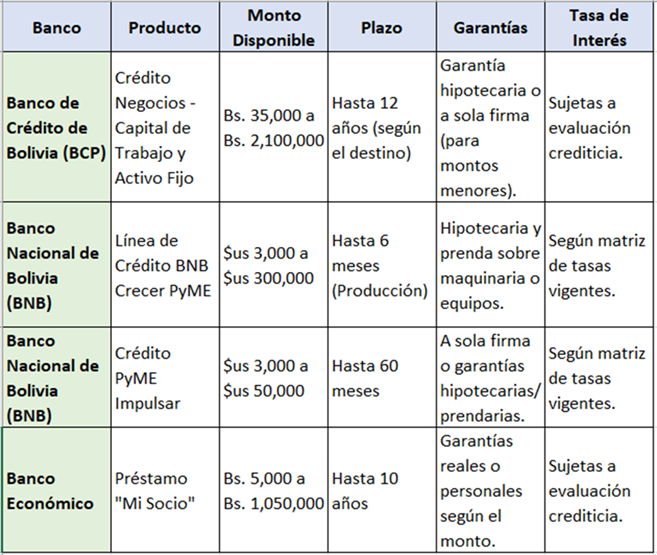 Banco
Producto
Monto
Disponible
Plazo
Garantías
Tasa de
Interés
Banco de
Crédito de
Bolivia (BCP)
Crédito
Negocios -
Capital de
Trabajo y
Activo Fijo
Bs. 35,000 a
Bs. 2,100,000
Hasta 12
años (según
el destino)
Garantía
hipotecaria o
a sola firma
(para
montos
menores).
Sujetas a
evaluación
crediticia.
Banco
Nacional de
Bolivia
(BNB)
Línea de
Crédito BNB
Crecer PyME
$us 3,000 a
$us 300,000
Hasta 6
meses
(Producción)
Hipotecaria y
prenda sobre
maquinaria o
equipos.
Según matriz
de tasas
vigentes.
Banco
Nacional de
Bolivia
(BNB)
Crédito
PyME
Impulsar
$us 3,000 a
$us 50,000
Hasta 60
meses
A sola firma
o garantías
hipotecarias/
prendarias.
Según matriz
de tasas
vigentes.
Banco
Económico
Préstamo
"Mi Socio"
Bs. 5,000 a
Bs. 1,050,000
Hasta 10
años
Garantías
reales o
personales
según el
monto.
Sujetas a
evaluación
crediticia.